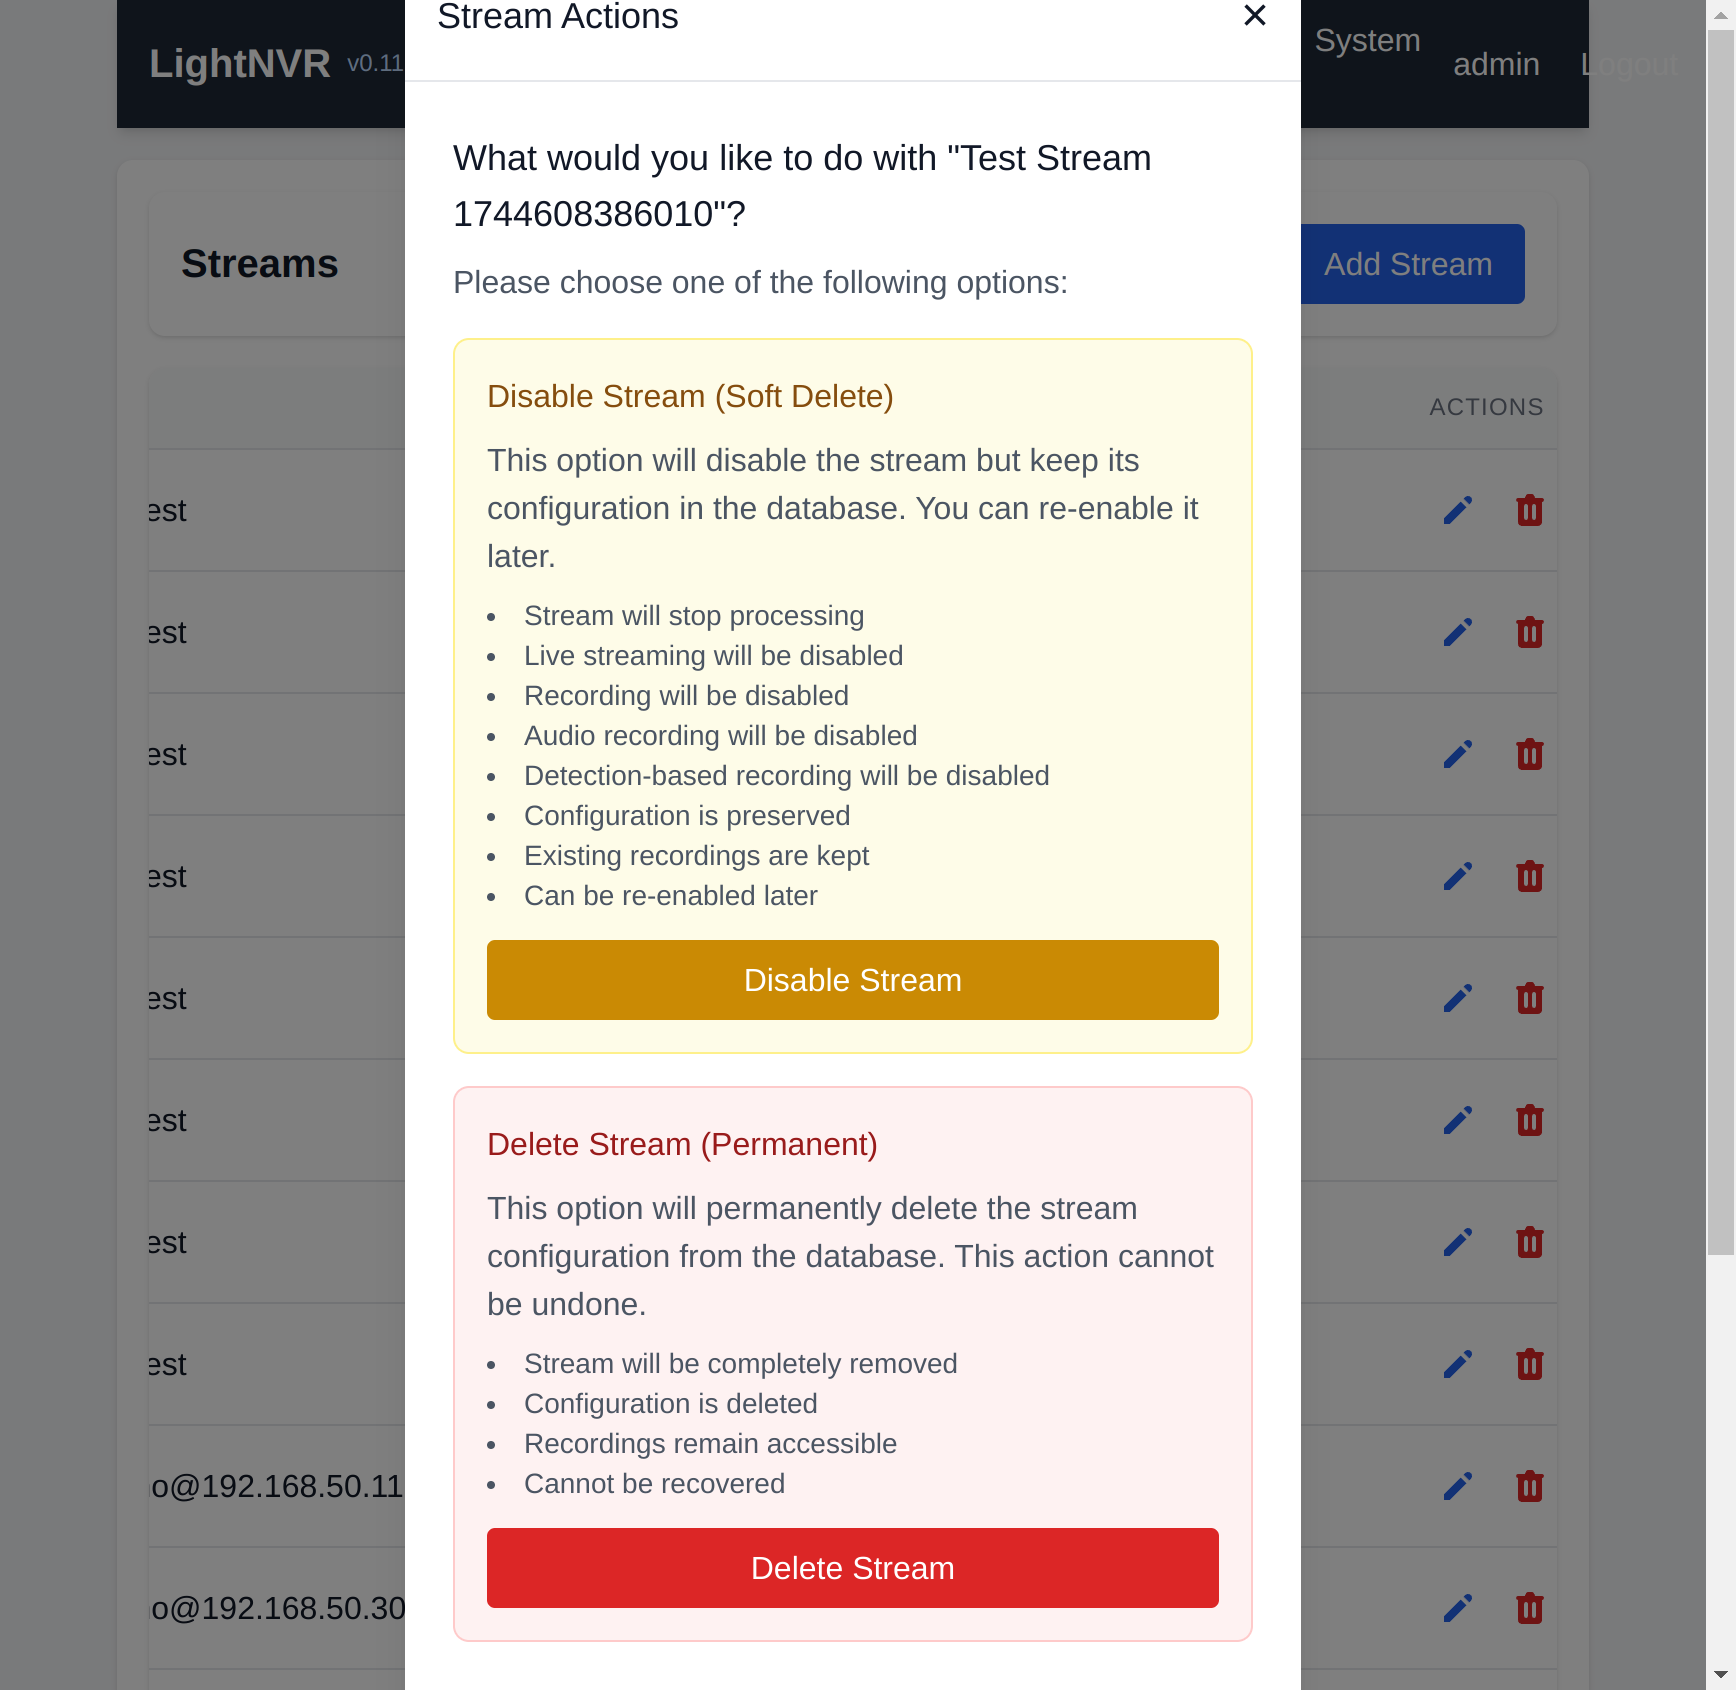 Stream Actions
LightNVR v0.11
System
admin
Logout
What would you like to do with "Test Stream
1744608386010"?
Streams
Add Stream
Please choose one of the following options:
Disable Stream (Soft Delete)
ACTIONS
This option will disable the stream but keep its
configuration in the database. You can re-enable it
later.
est
est
est
est
est
est
est
est
• Stream will stop processing
• Live streaming will be disabled
• Recording will be disabled
• Audio recording will be disabled
• Detection-based recording will be disabled
• Configuration is preserved
• Existing recordings are kept
• Can be re-enabled later
Disable Stream
Delete Stream (Permanent)
This option will permanently delete the stream
configuration from the database. This action cannot
be undone.
• Stream will be completely removed
• Configuration is deleted
• Recordings remain accessible
• Cannot be recovered
o@192.168.50.11
Delete Stream
o@192.168.50.30